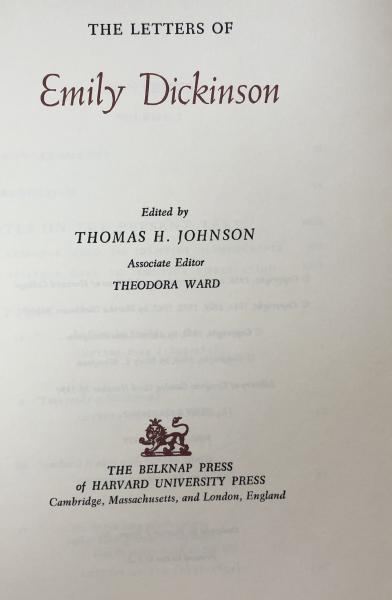 THE LETTERS OF
Emily Dickinson
Edited by
THOMAS H. JOHNSON
Associate Editor
THEODORA WARD
THE BELKNAP PRESS
of HARVARD UNIVERSITY PRESS
Cambridge, Massachusetts, and London, England